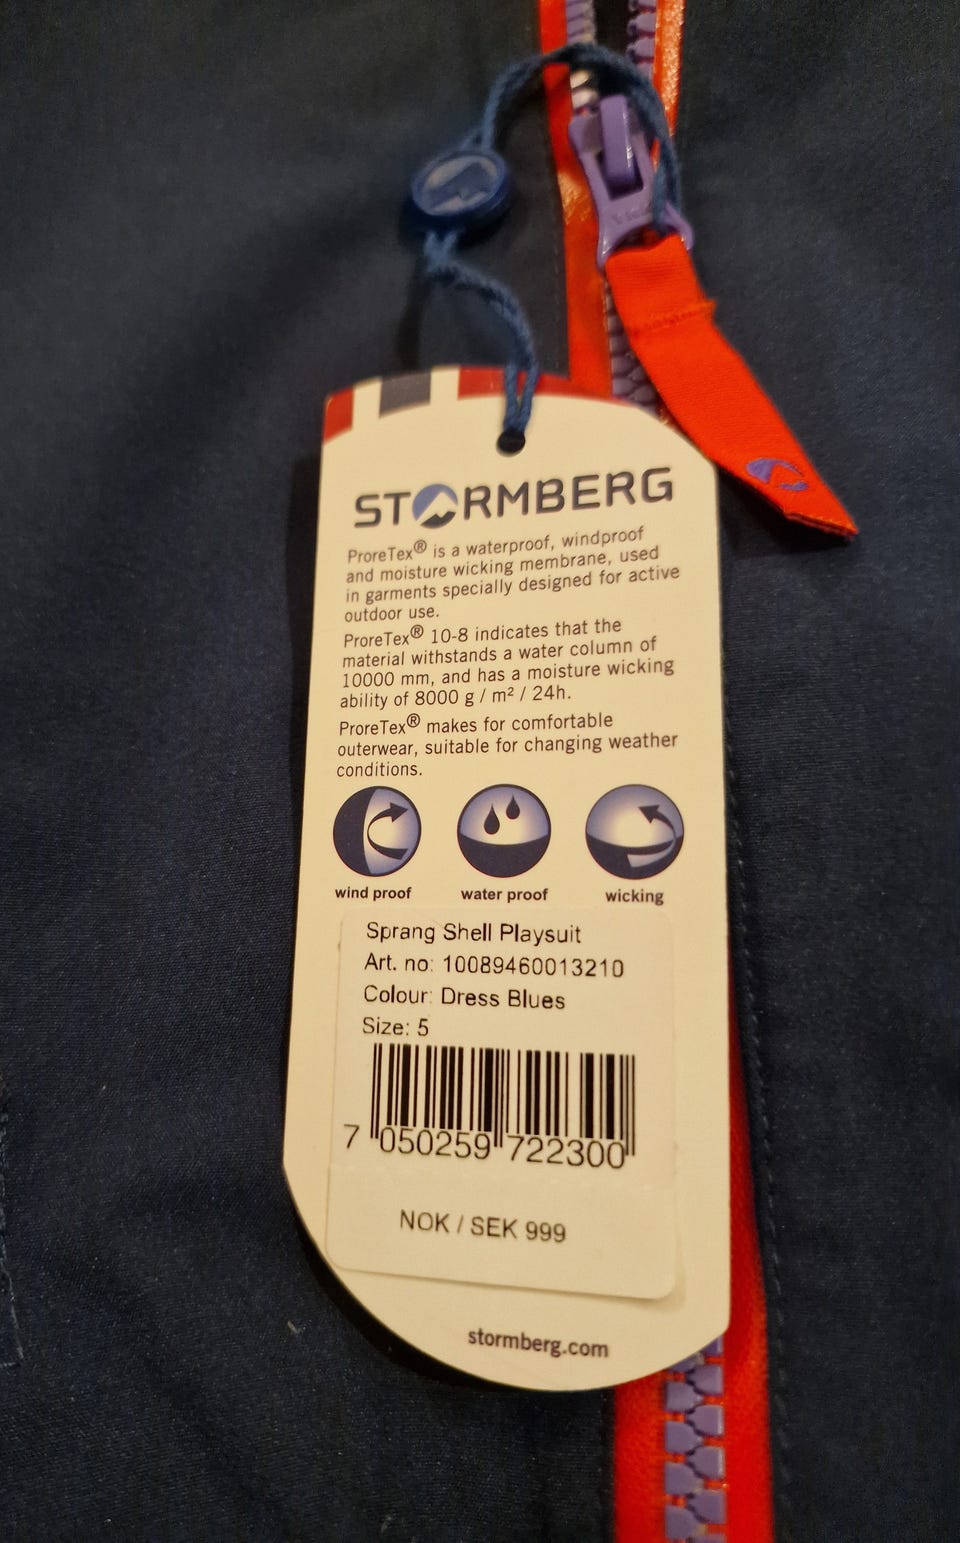 STORMBERG
ProreTex® is a waterproof, windproof
and moisture wicking membrane, used
in garments specially designed for active
outdoor use.
ProreTex® 10-8 indicates that the
material withstands a water column of
10000 mm, and has a moisture wicking
ability of 8000 g / m² / 24h.
ProreTex® makes for comfortable
outerwear, suitable for changing weather
conditions.
wind proof water proof wicking
Sprang Shell Playsuit
Art. no: 10089460013210
Colour: Dress Blues
Size: 5
7 050259 722300
NOK / SEK 999
stormberg.com